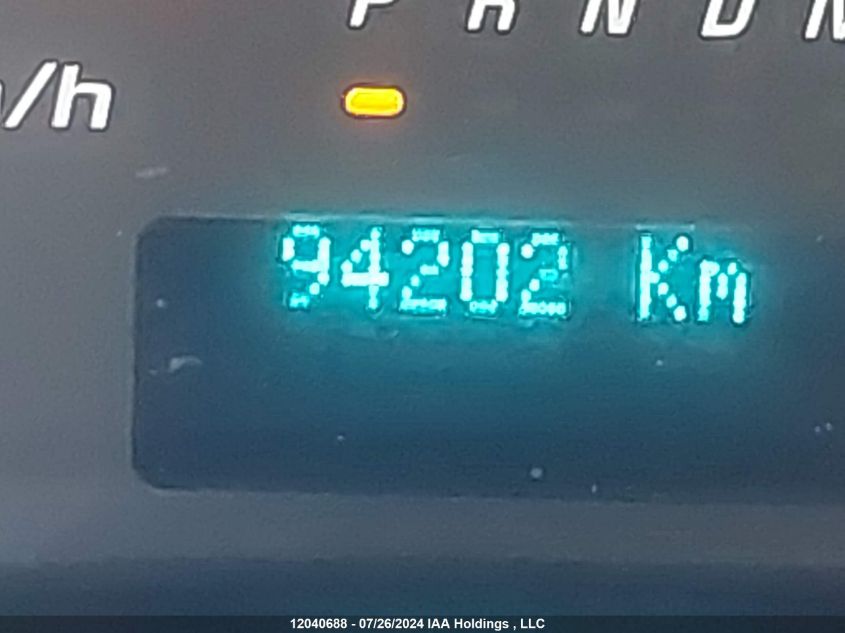 P R N D
/h
94202 Km
12040688 - 07/26/2024 IAA Holdings , LLC